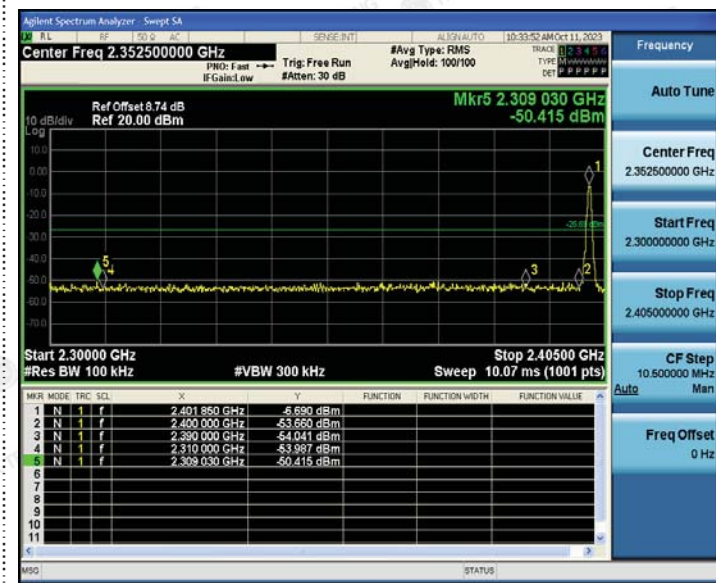 Agilent Spectrum Analyzer - Swept SA
RL RF 50 Ω AC SENSE:INT ALIGN AUTO 10:33:52 AM Oct 11, 2023
Center Freq 2.352500000 GHz #Avg Type: RMS TRACE 1 2 3 4 5 6
PNO: Fast Trig: Free Run Avg|Hold: 100/100 TYPE M
IFGain:Low #Atten: 30 dB DET P P P P P P
Mkr5 2.309 030 GHz
-50.415 dBm
Ref Offset 8.74 dB
10 dB/div Ref 20.00 dBm
Log
10.0
0.00
-10.0
-20.0
-30.0
-40.0
-50.0
-60.0
-70.0
1
5
4
3
2
Start 2.30000 GHz Stop 2.40500 GHz
#Res BW 100 kHz #VBW 300 kHz Sweep 10.07 ms (1001 pts)
MKR MODE TRC SCL X Y FUNCTION FUNCTION WIDTH FUNCTION VALUE
1 N 1 f 2.401 850 GHz -6.690 dBm
2 N 1 f 2.400 000 GHz -53.660 dBm
3 N 1 f 2.390 000 GHz -54.041 dBm
4 N 1 f 2.310 000 GHz -53.987 dBm
5 N 1 f 2.309 030 GHz -50.415 dBm
6
7
8
9
10
11
MSG STATUS
Frequency
Auto Tune
Center Freq
2.352500000 GHz
Start Freq
2.300000000 GHz
Stop Freq
2.405000000 GHz
CF Step
10.500000 MHz
Auto Man
Freq Offset
0 Hz